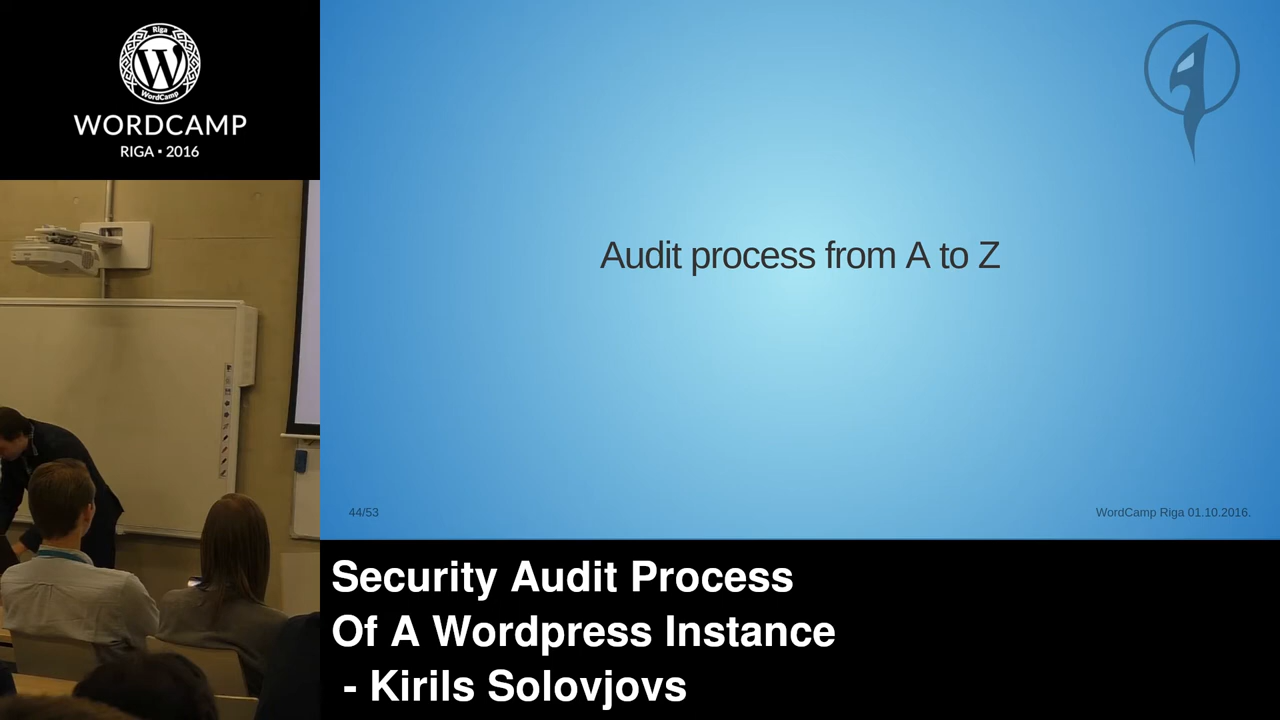 Riga
WordCamp
WORDCAMP
RIGA • 2016
Audit process from A to Z
44/53
WordCamp Riga 01.10.2016.
Security Audit Process
Of A Wordpress Instance
- Kirils Solovjovs